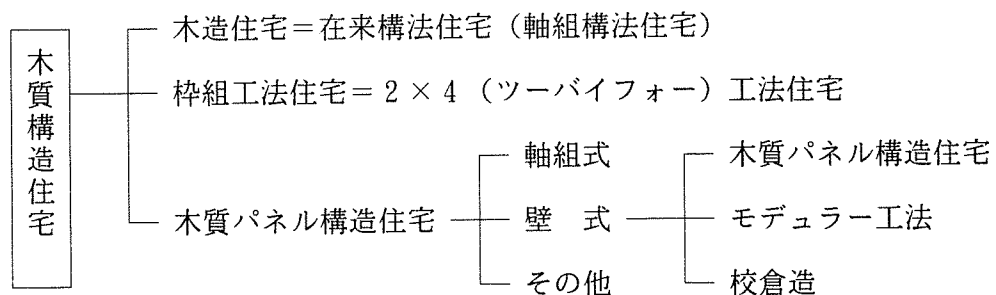 木質構造住宅
木造住宅＝在来構法住宅（軸組構法住宅）
枠組工法住宅＝２×４（ツーバイフォー）工法住宅
木質パネル構造住宅
軸組式
壁　式
その他
木質パネル構造住宅
モデュラー工法
校倉造